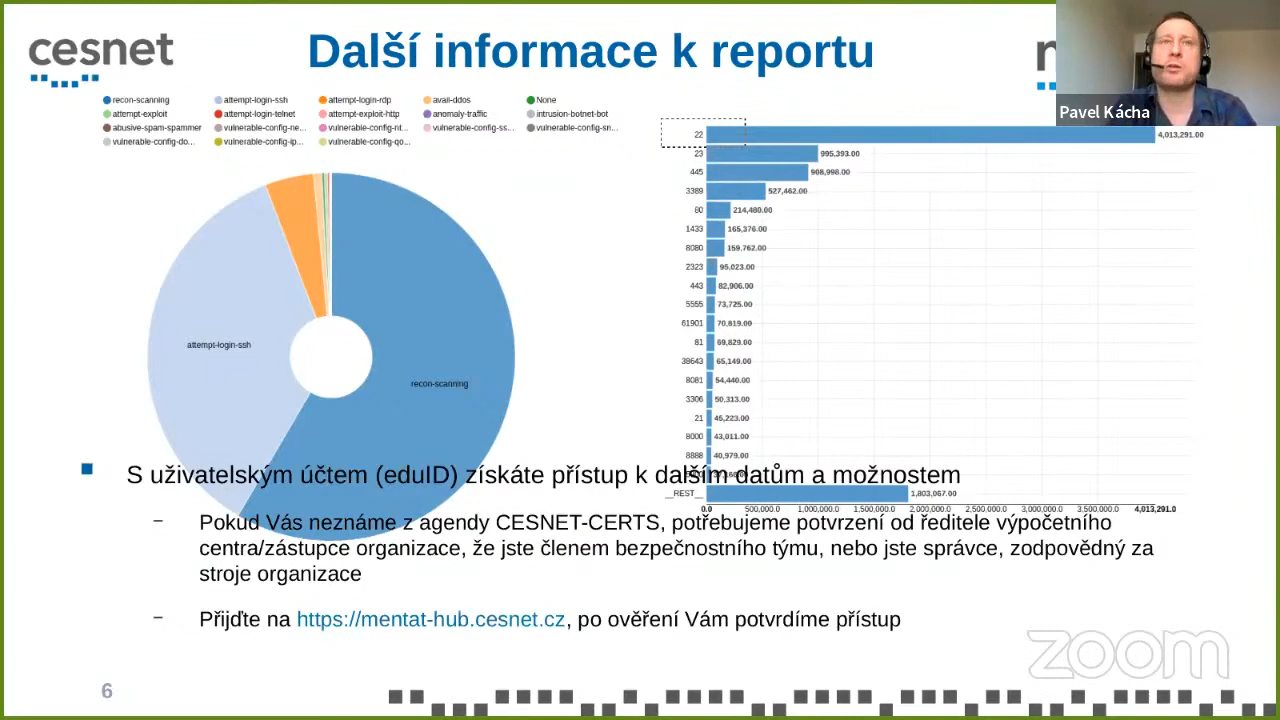 cesnet
Další informace k reportu
Pavel Kácha
recon-scanning
attempt-login-ssh
attempt-login-rdp
avail-ddos
None
attempt-exploit
attempt-login-telnet
attempt-exploit-http
anomaly-traffic
intrusion-botnet-bot
abusive-spam-spammer
vulnerable-config-ne...
vulnerable-config-nt...
vulnerable-config-ss...
vulnerable-config-sn...
vulnerable-config-do...
vulnerable-config-ip...
vulnerable-config-qo...
attempt-login-ssh
recon-scanning
22 4,013,291.00
23 995,393.00
445 908,998.00
3389 527,462.00
80 214,480.00
1433 165,376.00
8080 159,762.00
2323 95,023.00
443 82,906.00
5555 73,725.00
61901 70,819.00
81 69,829.00
38643 65,149.00
8081 54,440.00
3306 50,313.00
21 45,223.00
8000 43,011.00
8888 40,979.00
__REST__ 1,803,067.00
0.0 500,000.0 1,000,000.0 1,500,000.0 2,000,000.0 2,500,000.0 3,000,000.0 3,500,000.0 4,013,291.0
S uživatelským účtem (eduID) získáte přístup k dalším datům a možnostem
– Pokud Vás neznáme z agendy CESNET-CERTS, potřebujeme potvrzení od ředitele výpočetního
centra/zástupce organizace, že jste členem bezpečnostního týmu, nebo jste správce, zodpovědný za
stroje organizace
– Přijďte na https://mentat-hub.cesnet.cz, po ověření Vám potvrdíme přístup
zoom
6